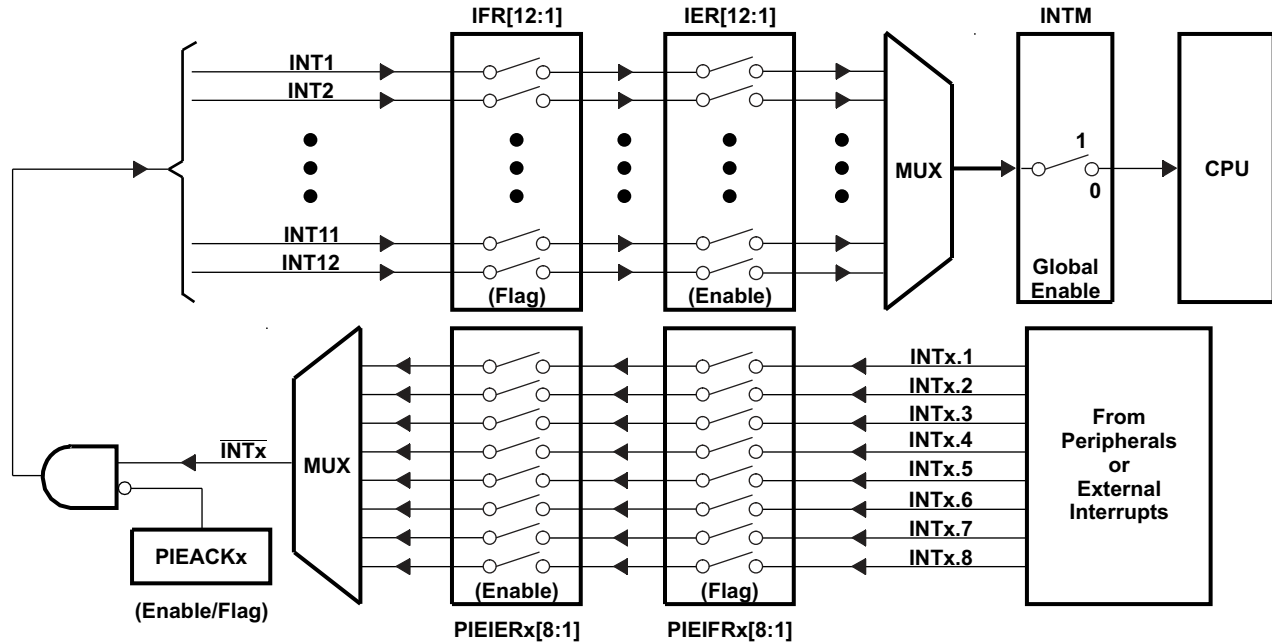 IFR[12:1]
IER[12:1]
INTM
INT1
INT2
INT11
INT12
(Flag)
(Enable)
MUX
1
0
Global
Enable
CPU
INTx
MUX
PIEACKx
(Enable/Flag)
(Enable)
PIEIERx[8:1]
(Flag)
PIEIFRx[8:1]
INTx.1
INTx.2
INTx.3
INTx.4
INTx.5
INTx.6
INTx.7
INTx.8
From
Peripherals
or
External
Interrupts